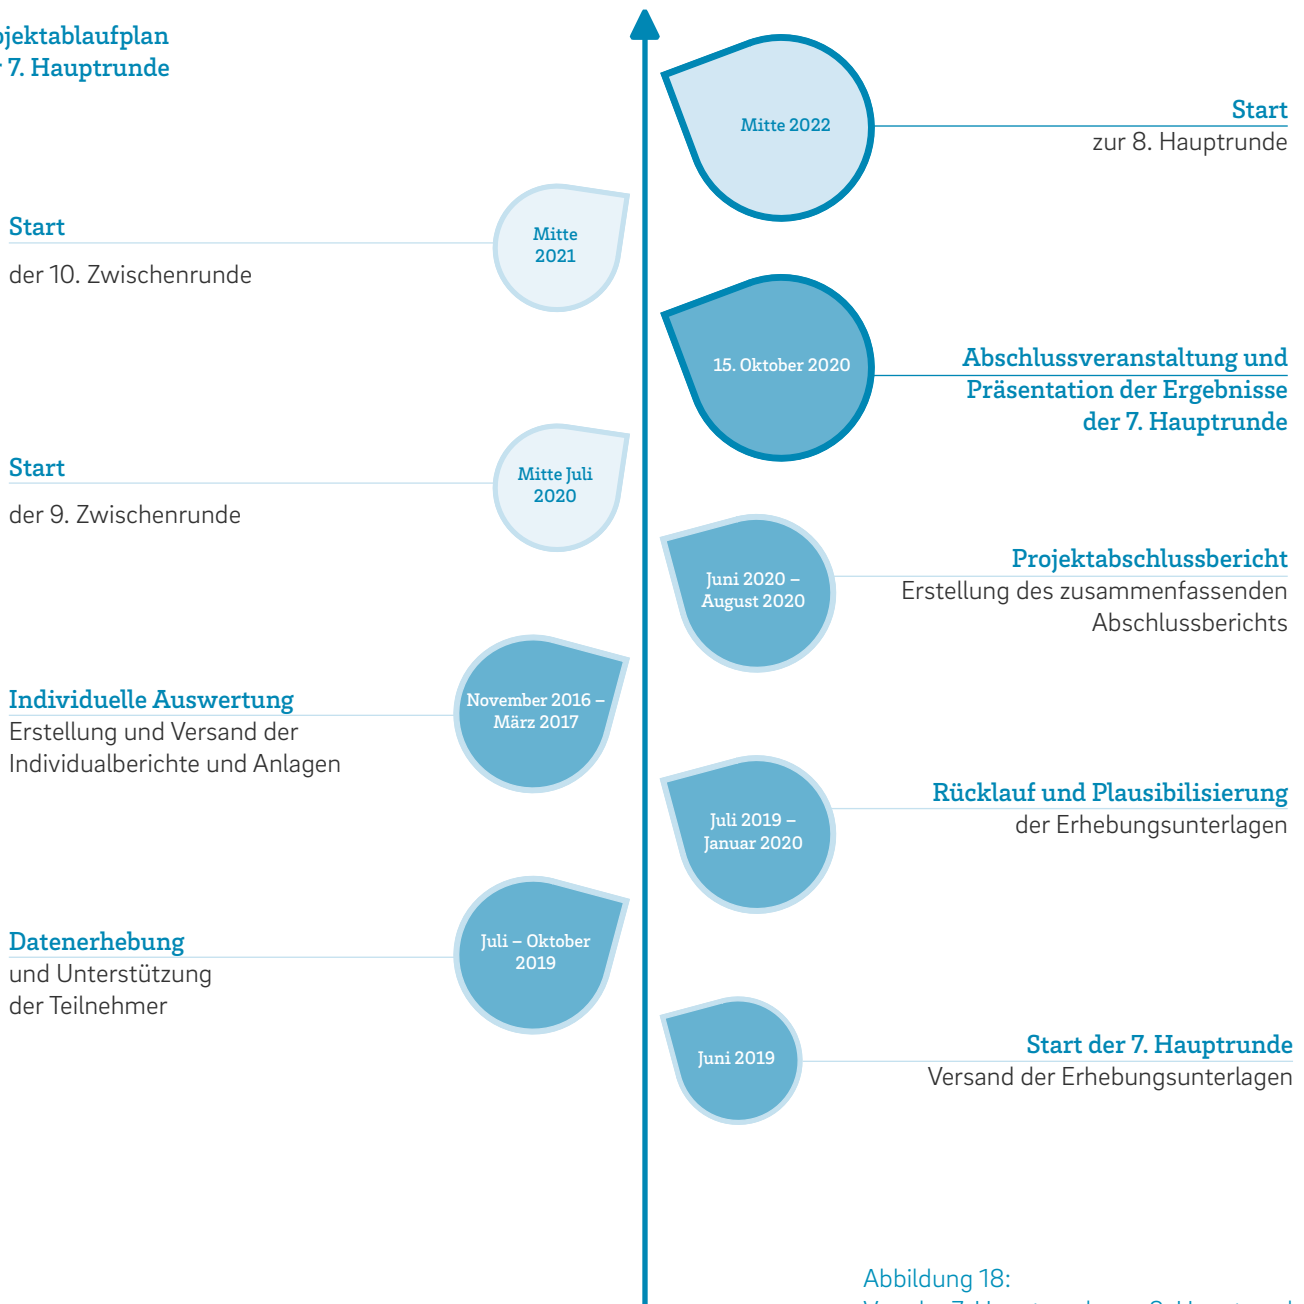 7. Hauptrunde
Mitte 2022
Start
zur 8. Hauptrunde
Start
der 10. Zwischenrunde
Mitte
2021
15. Oktober 2020
Abschlussveranstaltung und
Präsentation der Ergebnisse
der 7. Hauptrunde
Start
der 9. Zwischenrunde
Mitte Juli
2020
Juni 2020 –
August 2020
Projektabschlussbericht
Erstellung des zusammenfassenden
Abschlussberichts
Individuelle Auswertung
Erstellung und Versand der
Individualberichte und Anlagen
November 2016 –
März 2017
Juli 2019 –
Januar 2020
Rücklauf und Plausibilisierung
der Erhebungsunterlagen
Datenerhebung
und Unterstützung
der Teilnehmer
Juli – Oktober
2019
Juni 2019
Start der 7. Hauptrunde
Versand der Erhebungsunterlagen
Abbildung 18: